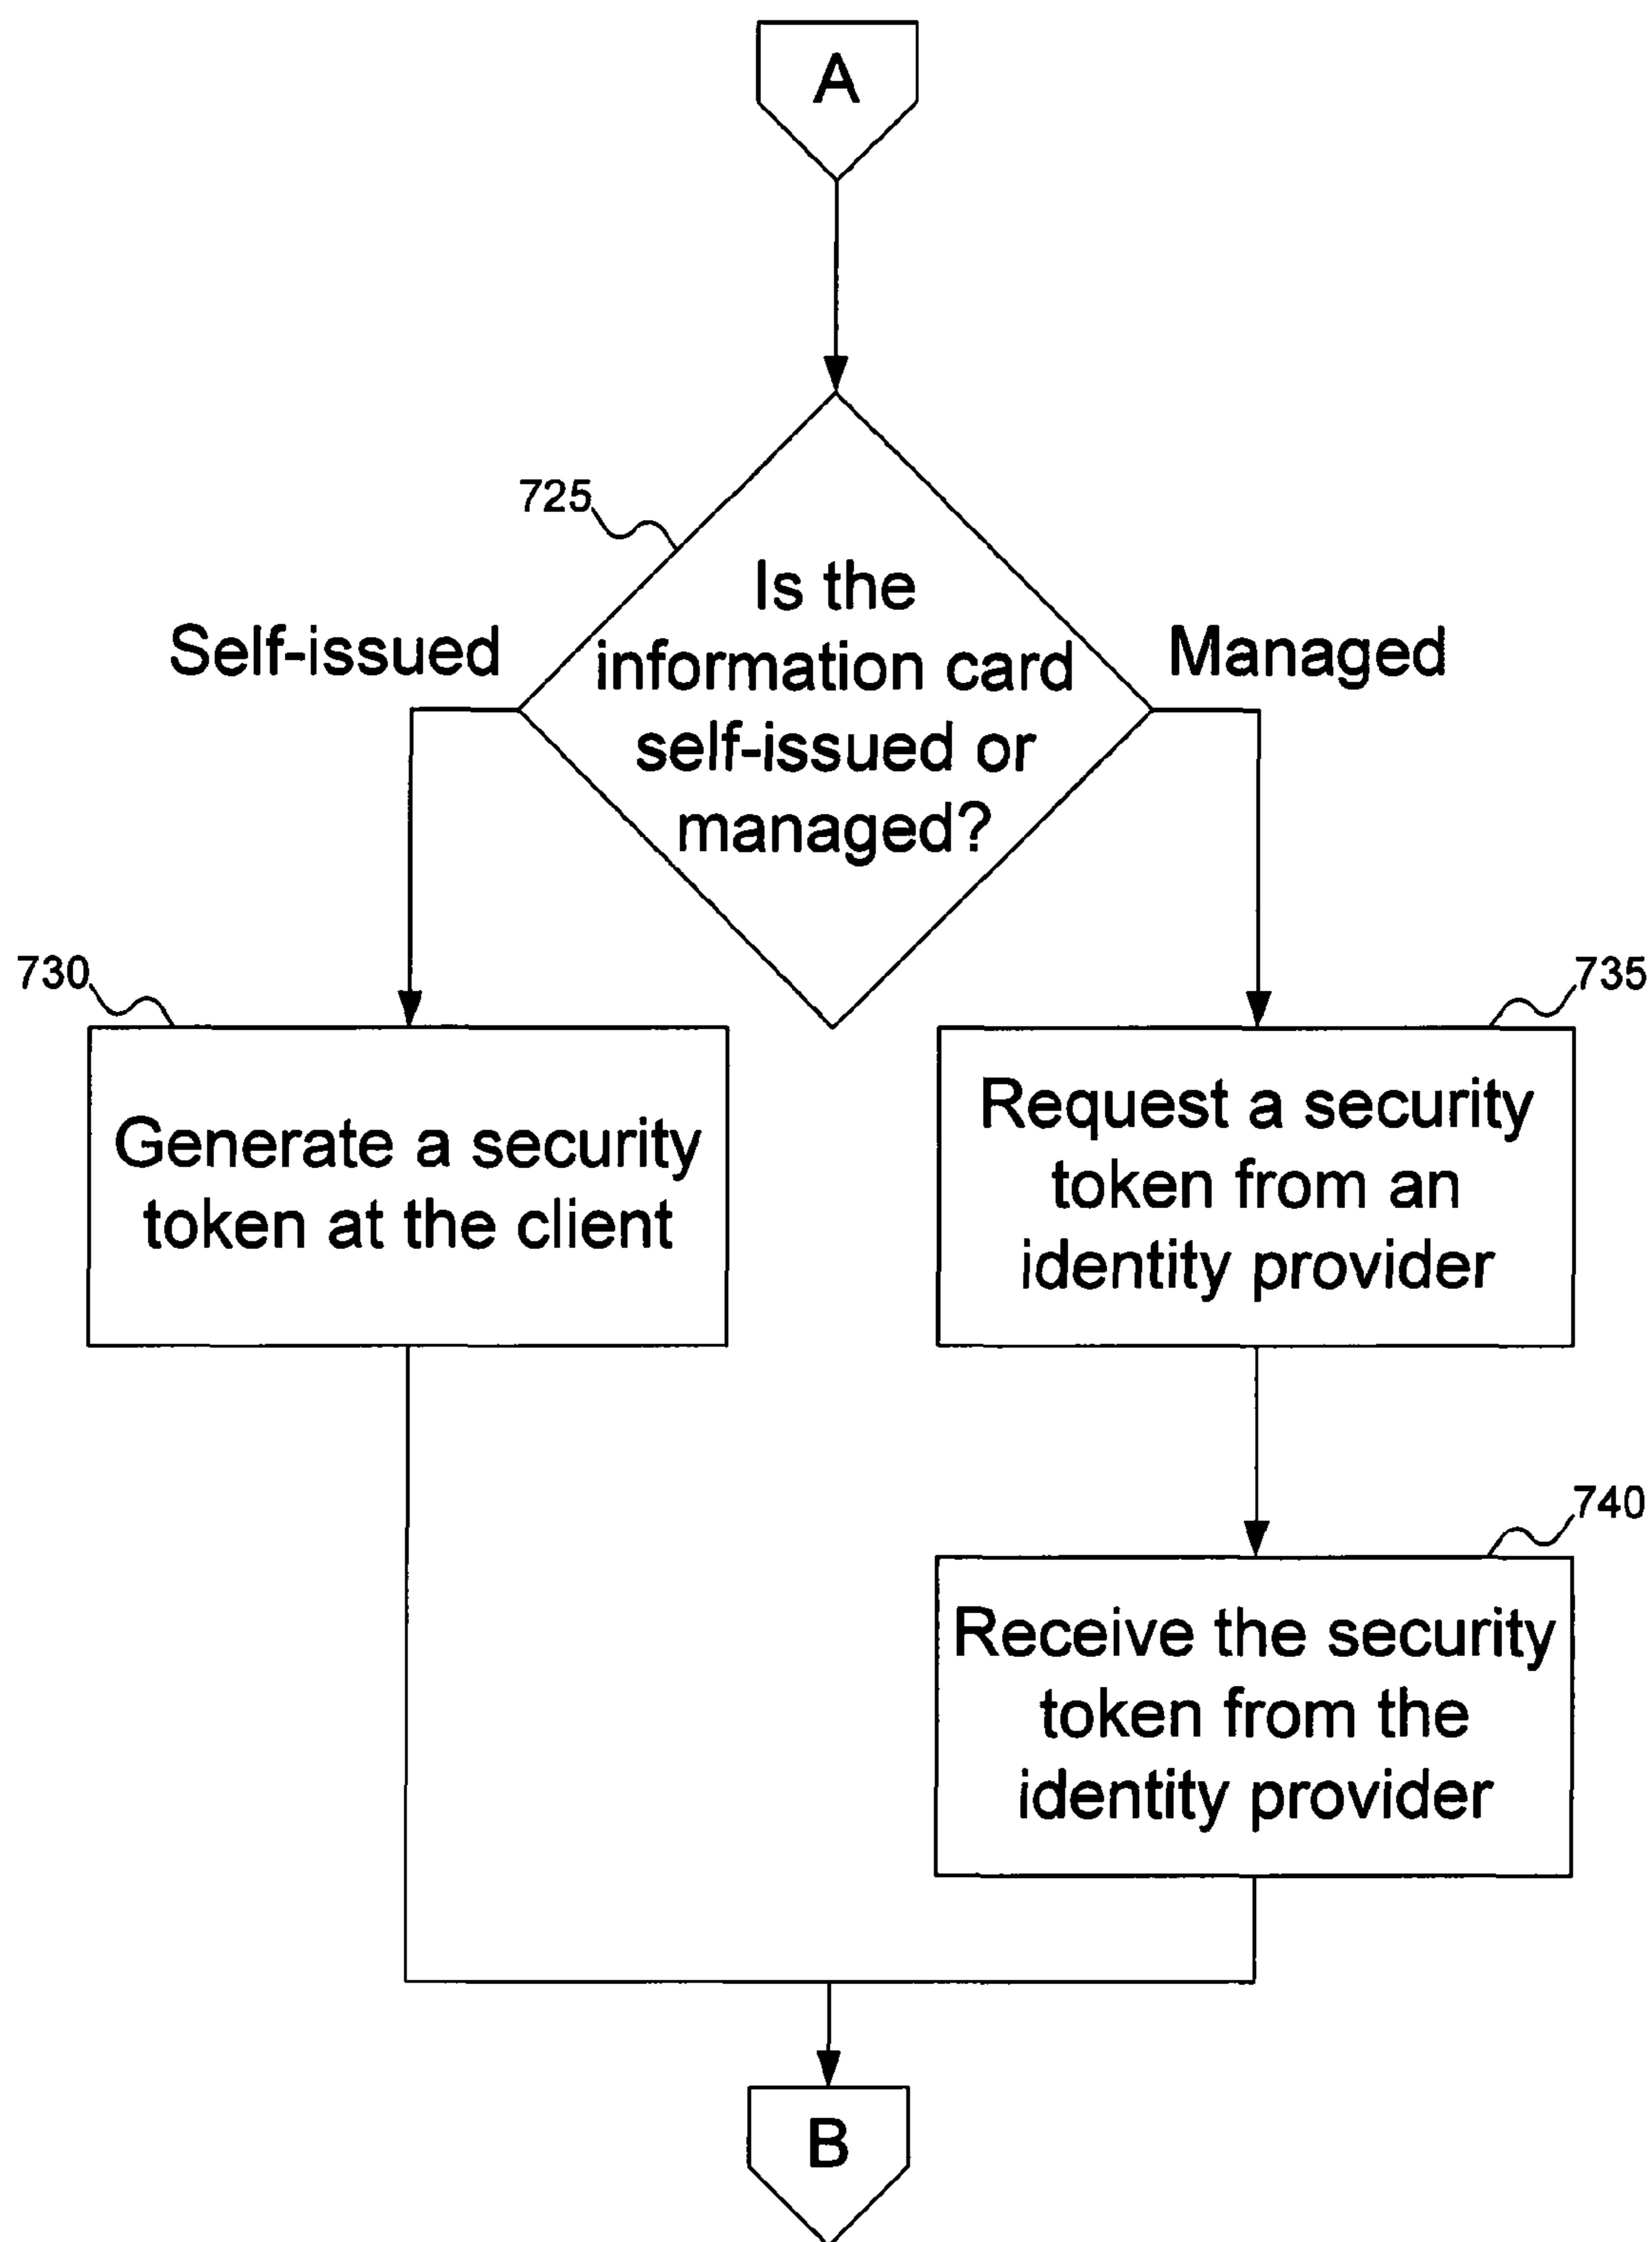 A
725
Is the
information card
self-issued or
managed?
Self-issued
Managed
730
Generate a security
token at the client
735
Request a security
token from an
identity provider
740
Receive the security
token from the
identity provider
B